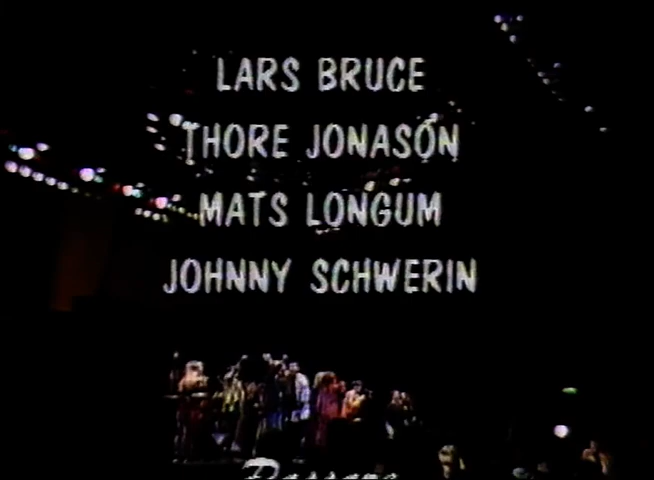 LARS BRUCE
THORE JONASON
MATS LONGUM
JOHNNY SCHWERIN